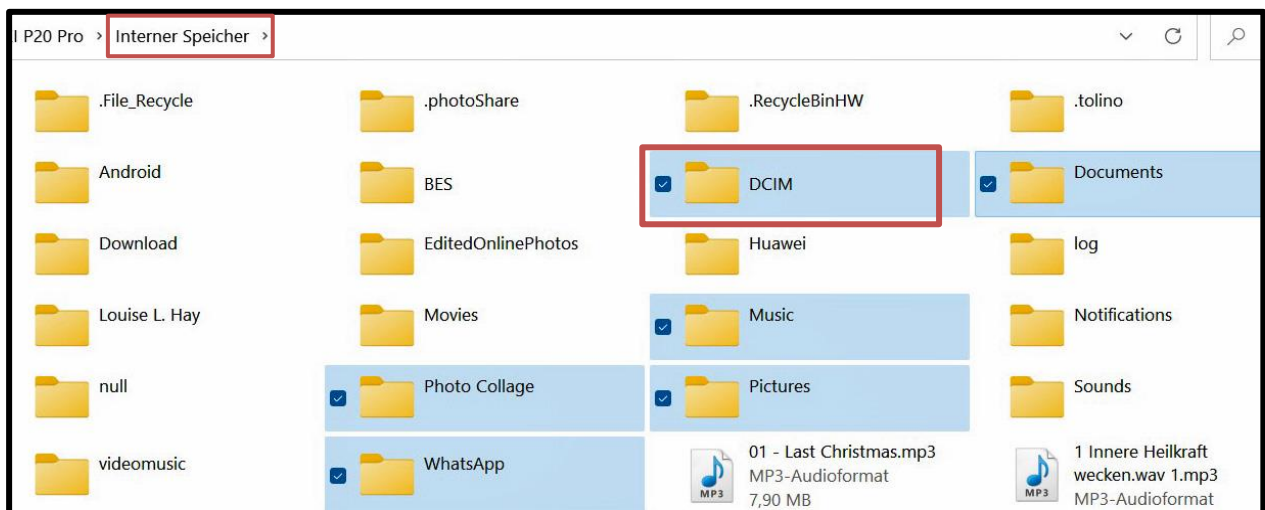 P20 Pro > Interner Speicher >
.File_Recycle
.photoShare
.RecycleBinHW
.tolino
Android
BES
DCIM
Documents
Download
EditedOnlinePhotos
Huawei
log
Louise L. Hay
Movies
Music
Notifications
null
Photo Collage
Pictures
Sounds
videomusic
WhatsApp
01 - Last Christmas.mp3
MP3-Audioformat
7,90 MB
MP3
1 Innere Heilkraft
wecken.wav 1.mp3
MP3-Audioformat
MP3